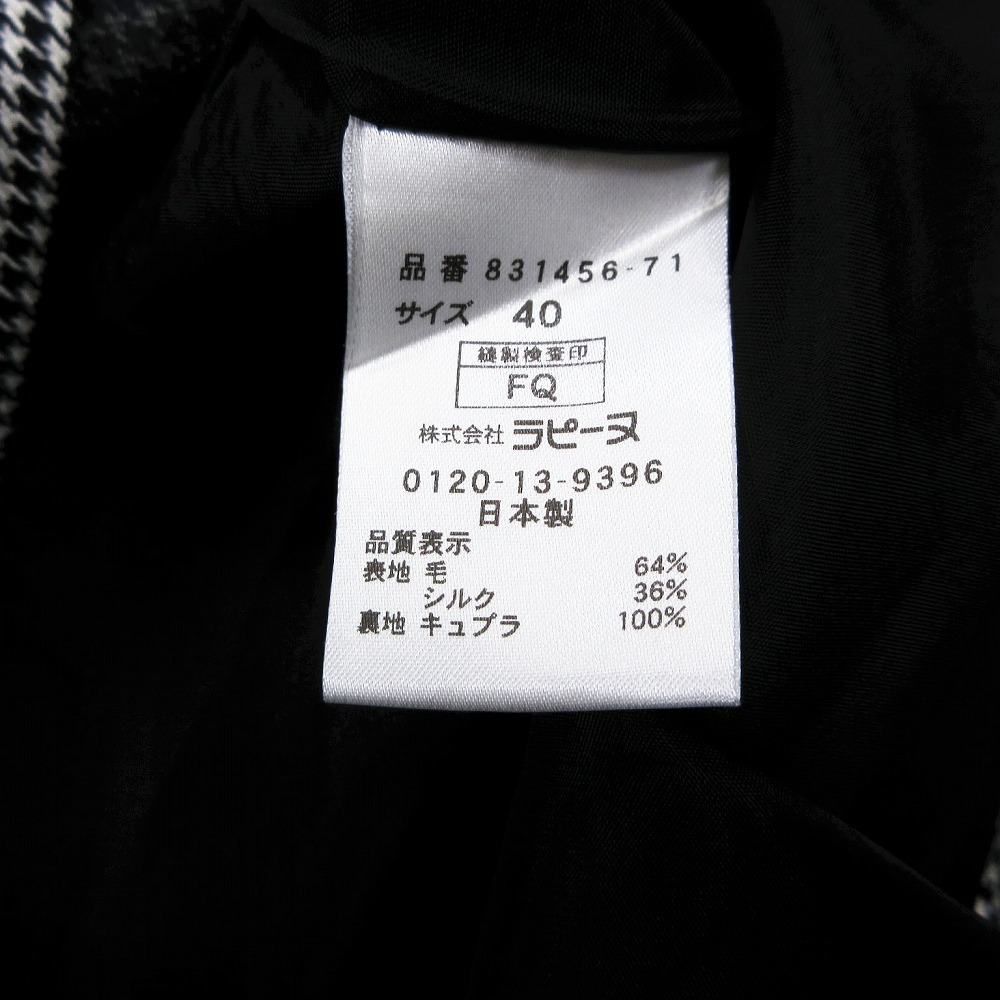 品番 831456-71
サイズ 40
縫製検査印
FQ
株式会社 ラピーヌ
0120-13-9396
日本製
品質表示
表地 毛 64%
シルク 36%
裏地 キュプラ 100%